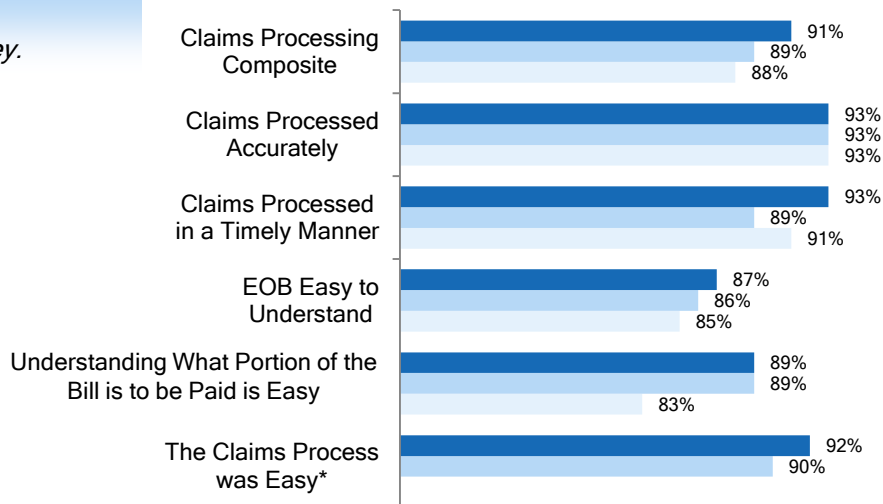 ey.
Claims Processing
Composite
91%
89%
88%
Claims Processed
Accurately
93%
93%
93%
Claims Processed
in a Timely Manner
93%
89%
91%
EOB Easy to
Understand
87%
86%
85%
Understanding What Portion of the
Bill is to be Paid is Easy
89%
89%
83%
The Claims Process
was Easy*
92%
90%